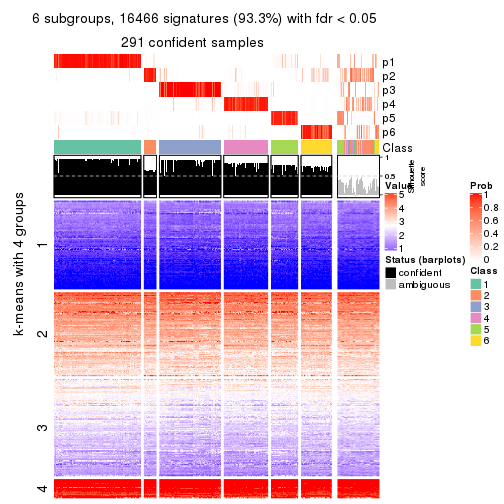 6 subgroups, 16466 signatures (93.3%) with fdr < 0.05
291 confident samples
p1
p2
p3
p4
p5
p6
Class
1
0.5
0
Silhouette
score
k-means with 4 groups
1
2
3
4
Value
5
4
3
2
1
Status (barplots)
confident
ambiguous
Prob
1
0.8
0.6
0.4
0.2
0
Class
1
2
3
4
5
6